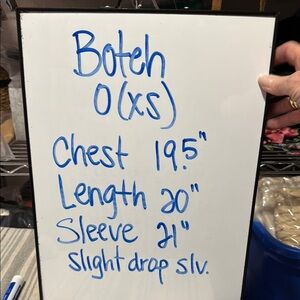 Boteh
0 (xs)
Chest 19.5"
Length 20"
Sleeve 21"
slight drop slv.